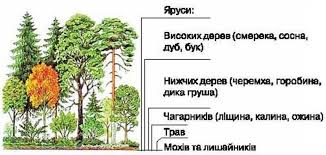 Яруси:
Високих дерев (смерека, сосна,
дуб, бук)
Нижчих дерев (черемха, горобина,
дика груша)
Чагарників (ліщина, калина, ожина)
Трав
Мохів та лишайників